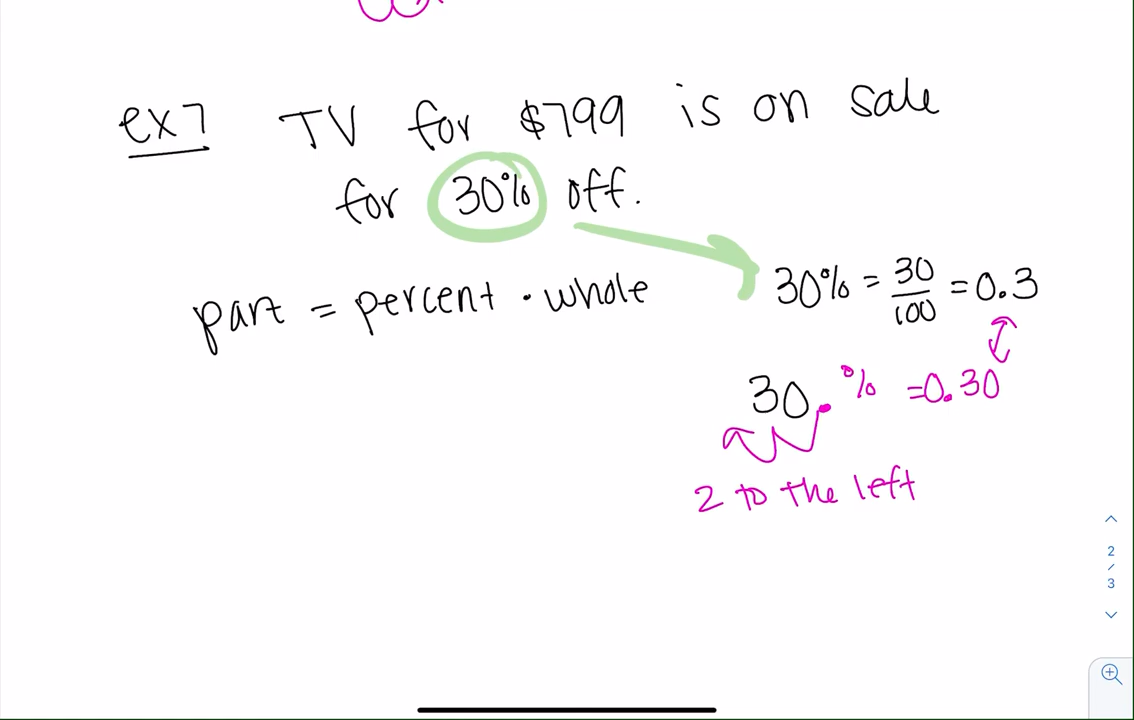 ex7 TV for $799 is on sale
for 30% off.
part = percent · whole
30% = 30/100 = 0.3
30.% = 0.30
2 to the left
2
/
3